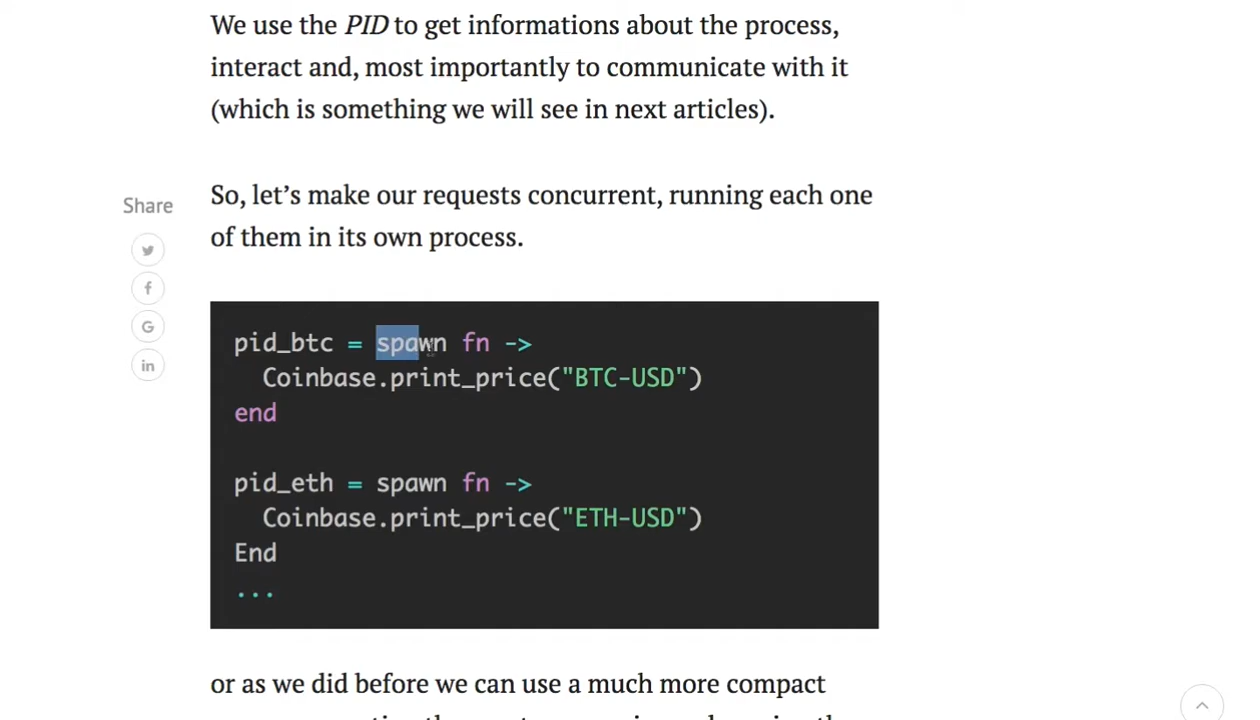 We use the PID to get informations about the process,
interact and, most importantly to communicate with it
(which is something we will see in next articles).
Share
So, let’s make our requests concurrent, running each one
of them in its own process.
pid_btc = spawn fn ->
  Coinbase.print_price("BTC-USD")
end
pid_eth = spawn fn ->
  Coinbase.print_price("ETH-USD")
End
...
or as we did before we can use a much more compact